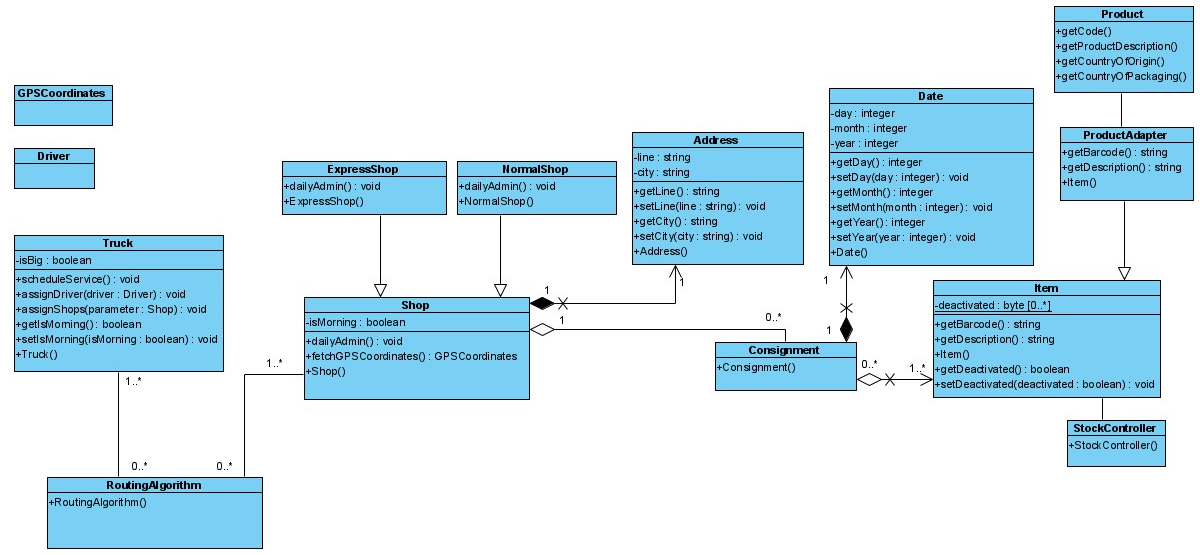 Product
+getCode()
+getProductDescription()
+getCountryOfOrigin()
+getCountryOfPackaging()
GPSCoordinates
Driver
Date
-day : integer
-month : integer
-year : integer
+getDay() : integer
+setDay(day : integer) : void
+getMonth() : integer
+setMonth(month : integer) : void
+getYear() : integer
+setYear(year : integer) : void
+Date()
ProductAdapter
+getBarcode() : string
+getDescription() : string
+Item()
Address
-line : string
-city : string
+getLine() : string
+setLine(line : string) : void
+getCity() : string
+setCity(city : string) : void
+Address()
ExpressShop
+dailyAdmin() : void
+ExpressShop()
NormalShop
+dailyAdmin() : void
+NormalShop()
Truck
-isBig : boolean
+scheduleService() : void
+assignDriver(driver : Driver) : void
+assignShops(parameter : Shop) : void
+getIsMorning() : boolean
+setIsMorning(isMorning : boolean) : void
+Truck()
Shop
-isMorning : boolean
+dailyAdmin() : void
+fetchGPSCoordinates() : GPSCoordinates
+Shop()
1
1
1
0..*
1
1
Item
-deactivated : byte [0..*]
+getBarcode() : string
+getDescription() : string
+Item()
+getDeactivated() : boolean
+setDeactivated(deactivated : boolean) : void
Consignment
+Consignment()
0..*
1..*
1..*
1..*
StockController
+StockController()
0..*
0..*
RoutingAlgorithm
+RoutingAlgorithm()